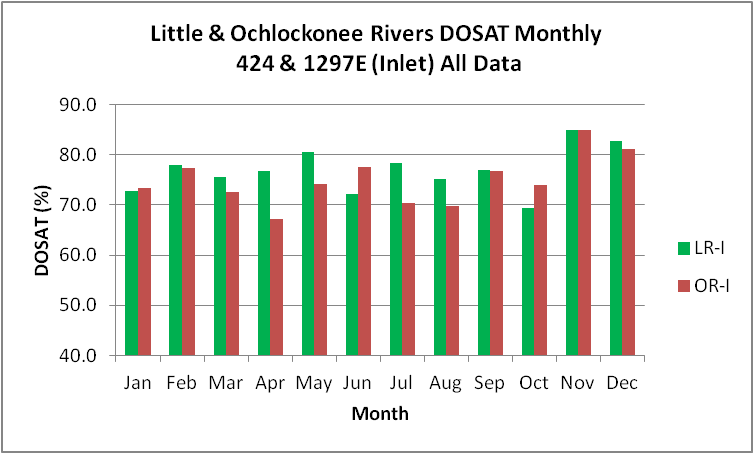 Little & Ochlockonee Rivers DOSAT Monthly
424 & 1297E (Inlet) All Data
90.0
80.0
70.0
60.0
50.0
40.0
DOSAT (%)
Jan Feb Mar Apr May Jun Jul Aug Sep Oct Nov Dec
Month
LR-I
OR-I